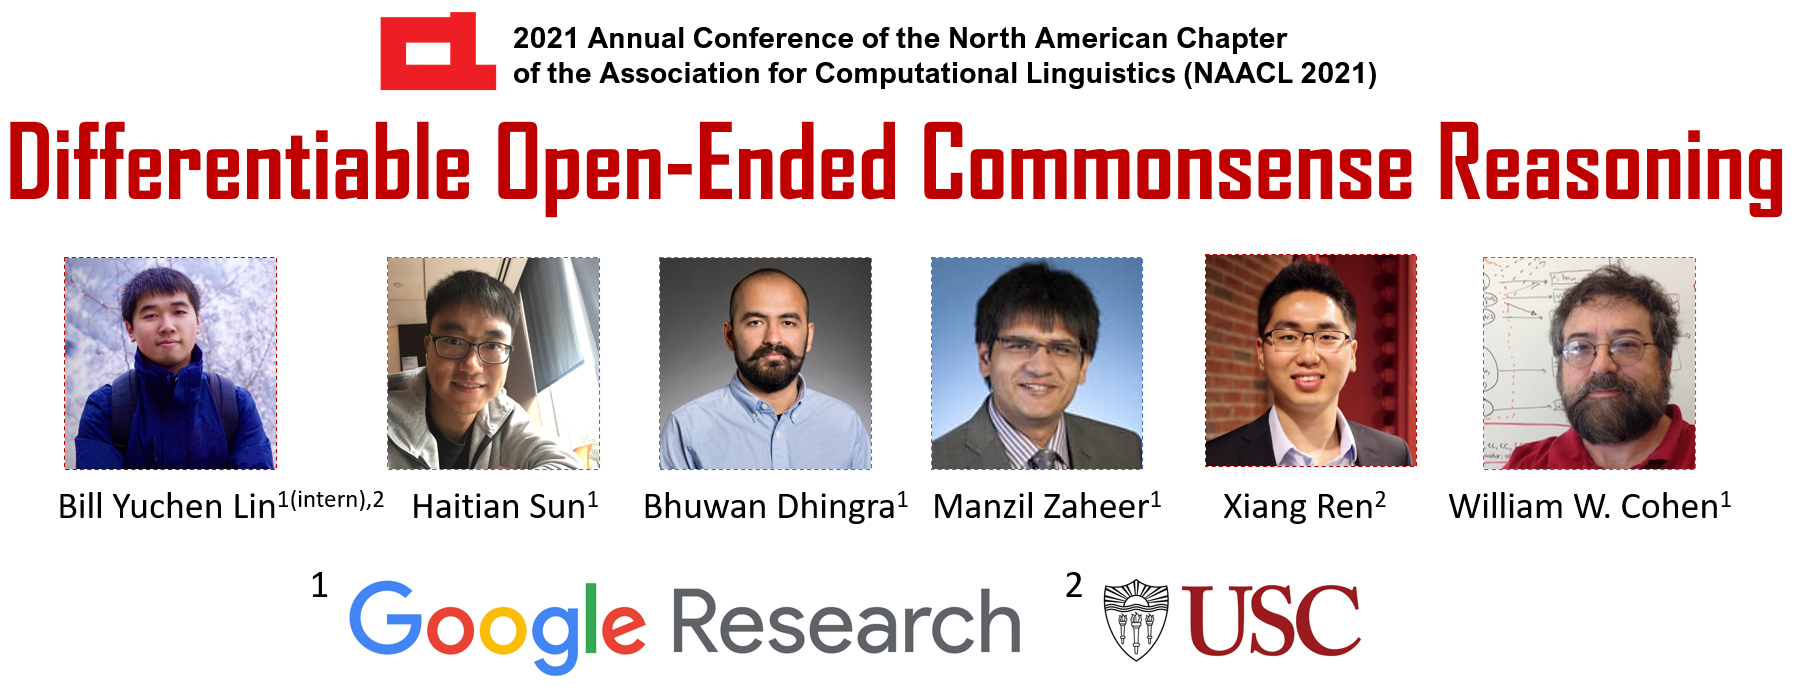 2021 Annual Conference of the North American Chapter
of the Association for Computational Linguistics (NAACL 2021)
Differentiable Open-Ended Commonsense Reasoning
Bill Yuchen Lin1(intern),2 Haitian Sun1 Bhuwan Dhingra1 Manzil Zaheer1 Xiang Ren2 William W. Cohen1
1 Google Research 2 USC